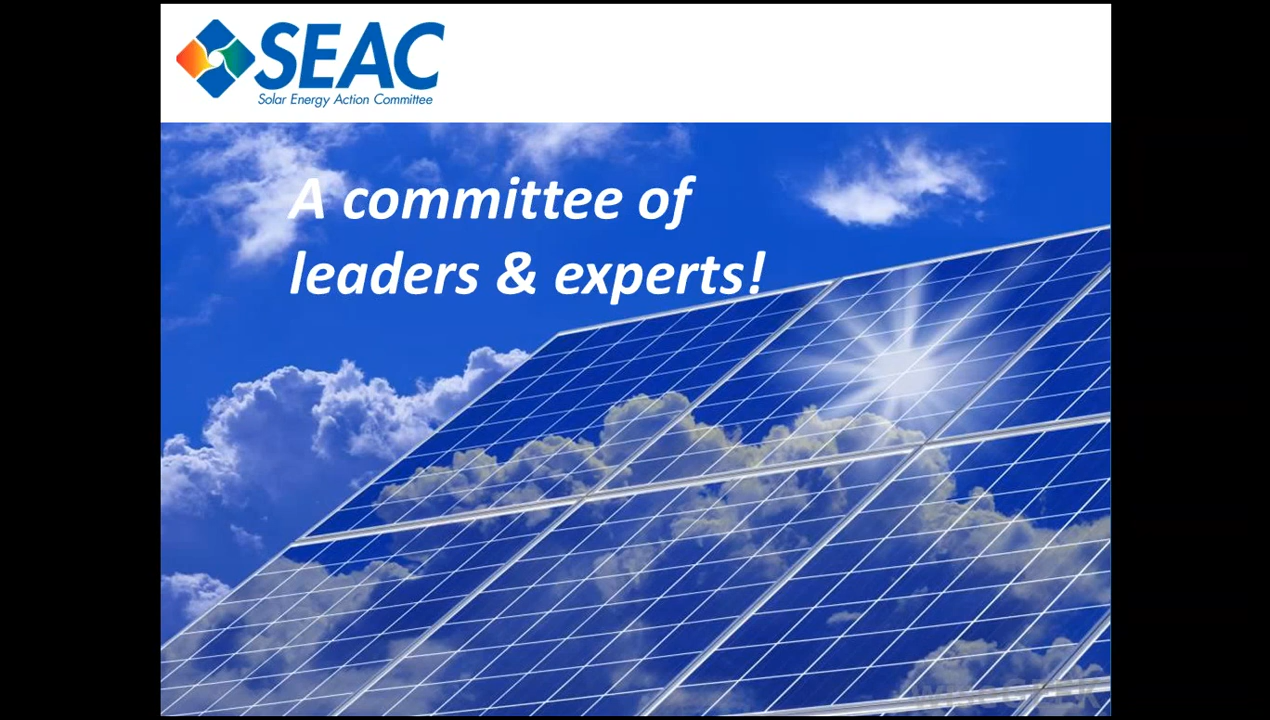 SEAC
Solar Energy Action Committee
A committee of
leaders & experts!